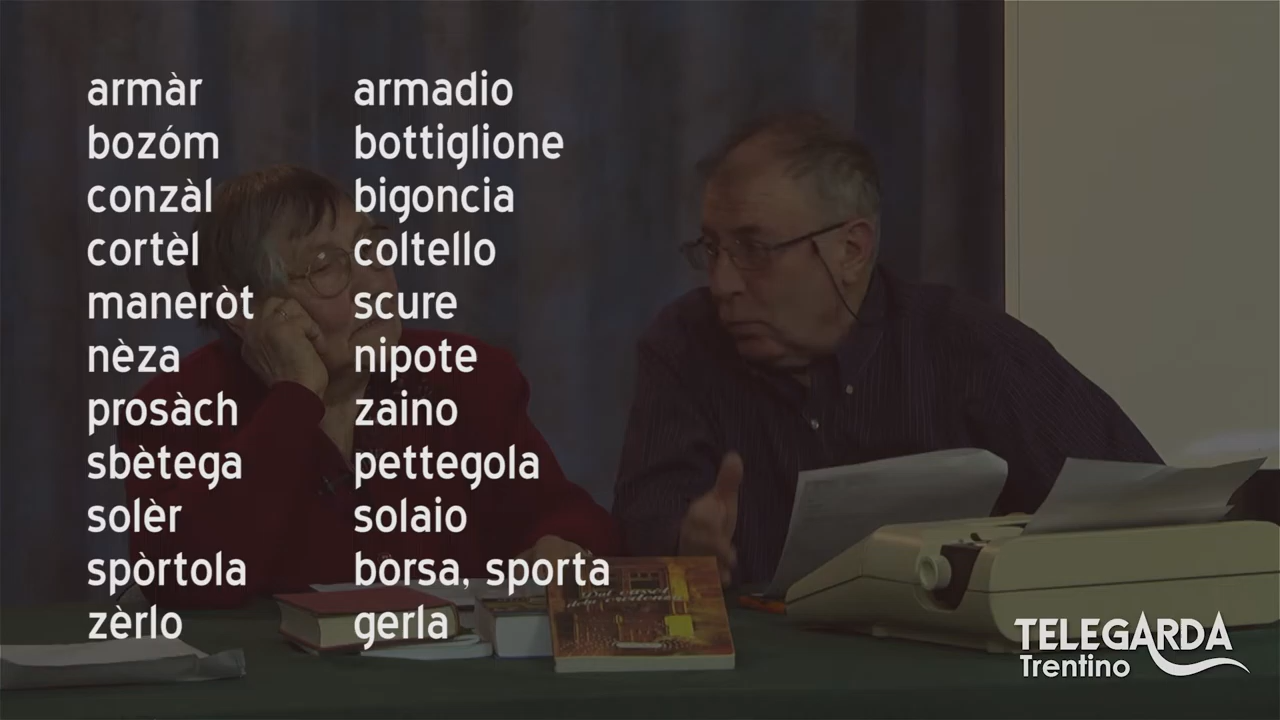 armàr armadio
bozóm bottiglione
conzàl bigoncia
cortèl coltello
maneròt scure
nèza nipote
prosàch zaino
sbètega pettegola
solèr solaio
spòrtola borsa, sporta
zèrlo gerla
TELEGARDA
Trentino